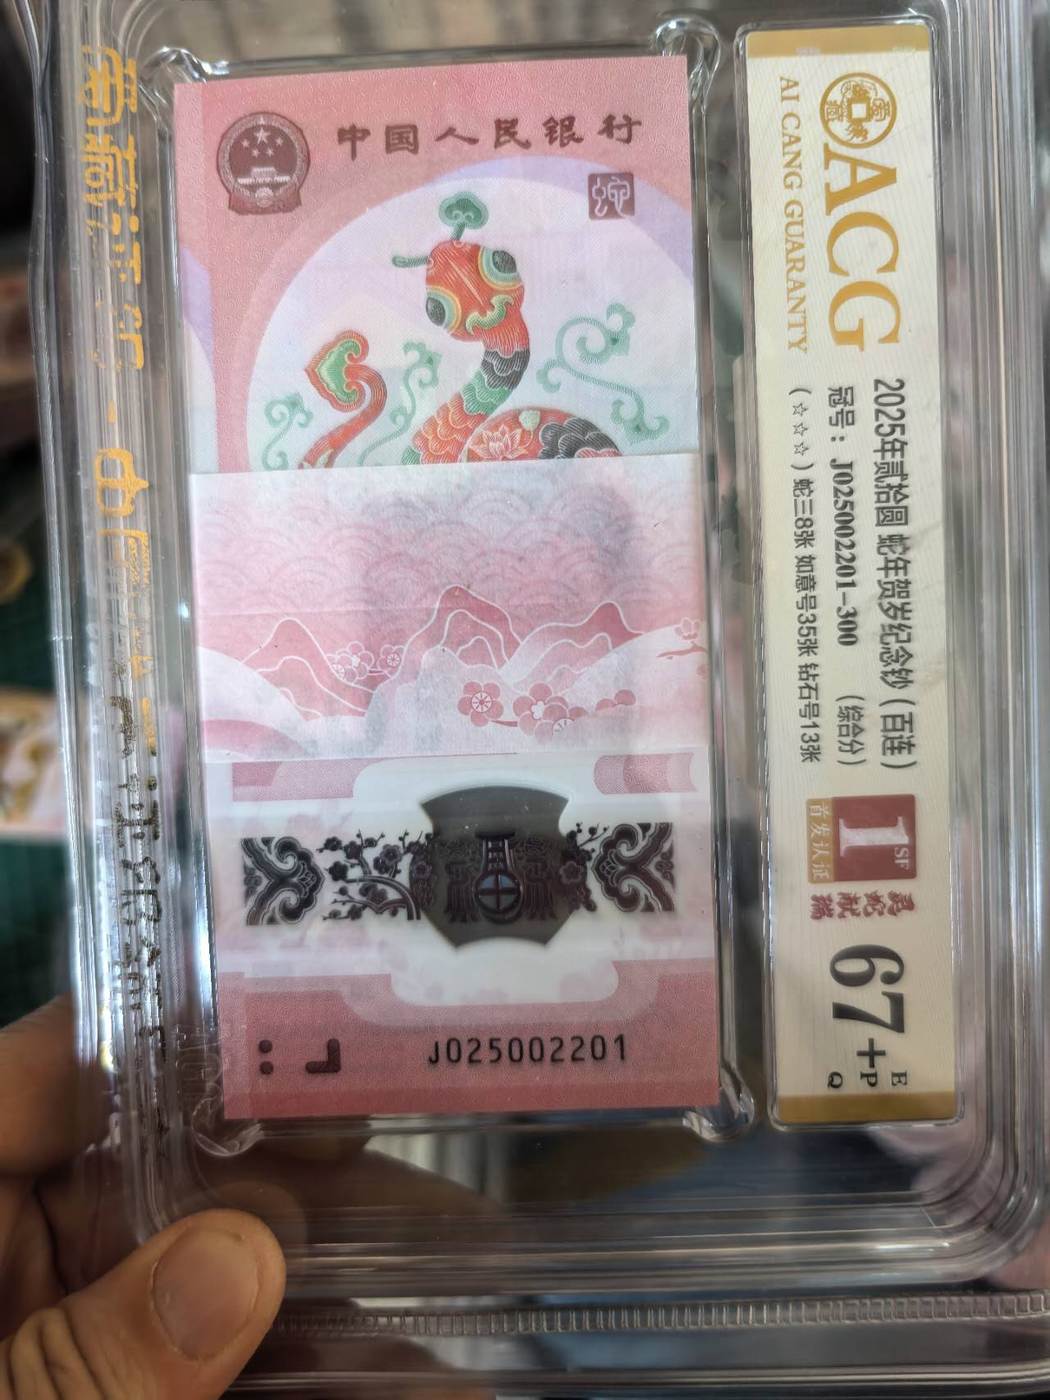 中国人民银行
J025002201
ACG
AI CANG GUARANTY
2025年贰拾圆 蛇年贺岁纪念钞（百连）
冠号：J025002201-300 （综合分）
（☆☆☆）蛇三8张 如意号35张 钻石号13张
1ST
首发认证
67+
E
P
Q